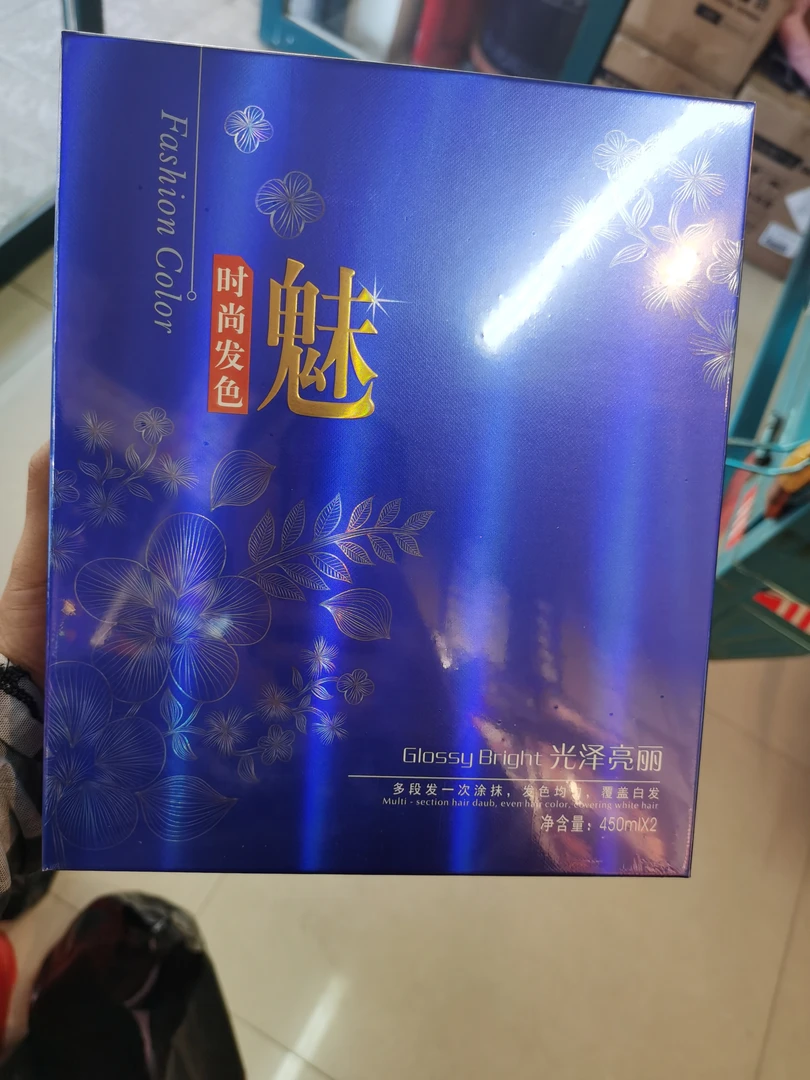 Fashion Color
时尚发色
魅
Glossy Bright 光泽亮丽
多段发一次涂抹，发色均匀，覆盖白发
Multi - section hair daub, even hair color, covering white hair
净含量：450mlX2